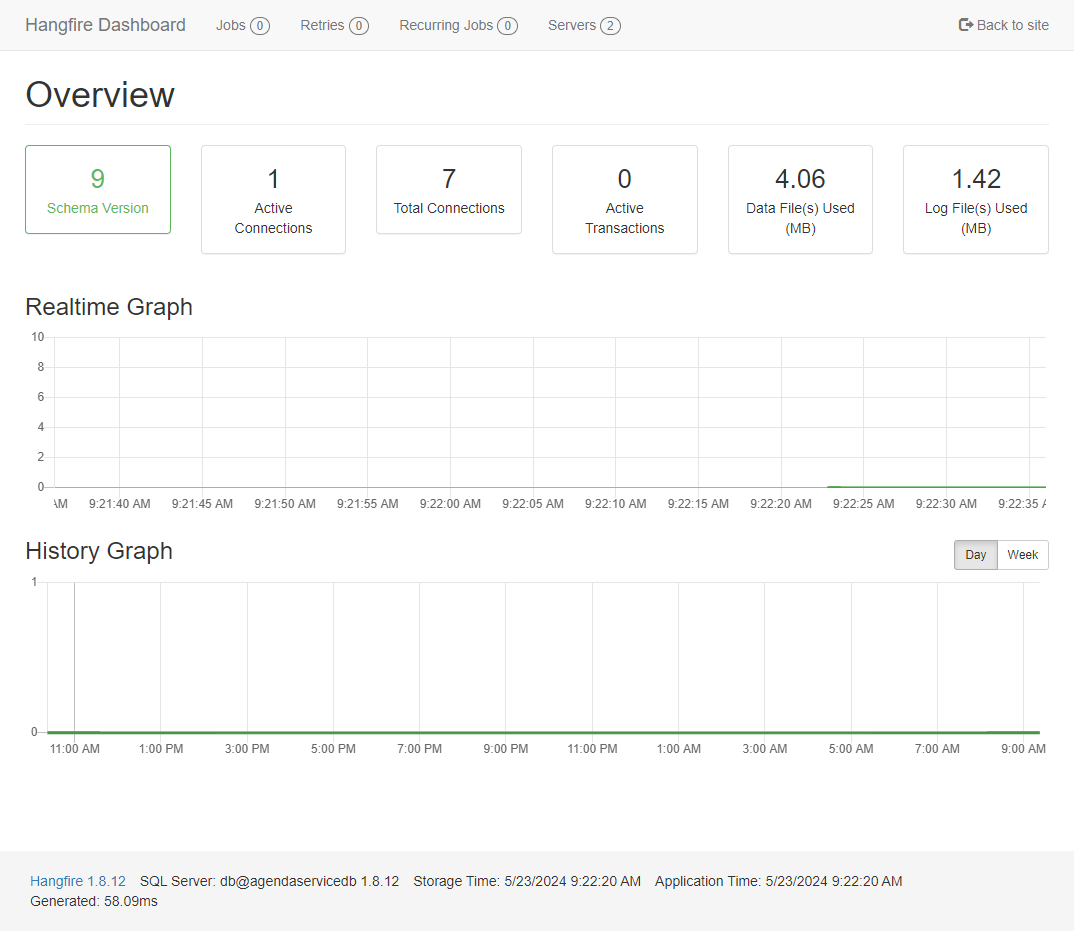 Hangfire Dashboard Jobs 0 Retries 0 Recurring Jobs 0 Servers 2 Back to site
Overview
9
Schema Version
1
Active
Connections
7
Total Connections
0
Active
Transactions
4.06
Data File(s) Used
(MB)
1.42
Log File(s) Used
(MB)
Realtime Graph
10
8
6
4
2
0
AM 9:21:40 AM 9:21:45 AM 9:21:50 AM 9:21:55 AM 9:22:00 AM 9:22:05 AM 9:22:10 AM 9:22:15 AM 9:22:20 AM 9:22:25 AM 9:22:30 AM 9:22:35 A
History Graph Day Week
1
0
11:00 AM 1:00 PM 3:00 PM 5:00 PM 7:00 PM 9:00 PM 11:00 PM 1:00 AM 3:00 AM 5:00 AM 7:00 AM 9:00 AM
Hangfire 1.8.12 SQL Server: db@agendaservicedb 1.8.12 Storage Time: 5/23/2024 9:22:20 AM Application Time: 5/23/2024 9:22:20 AM
Generated: 58.09ms